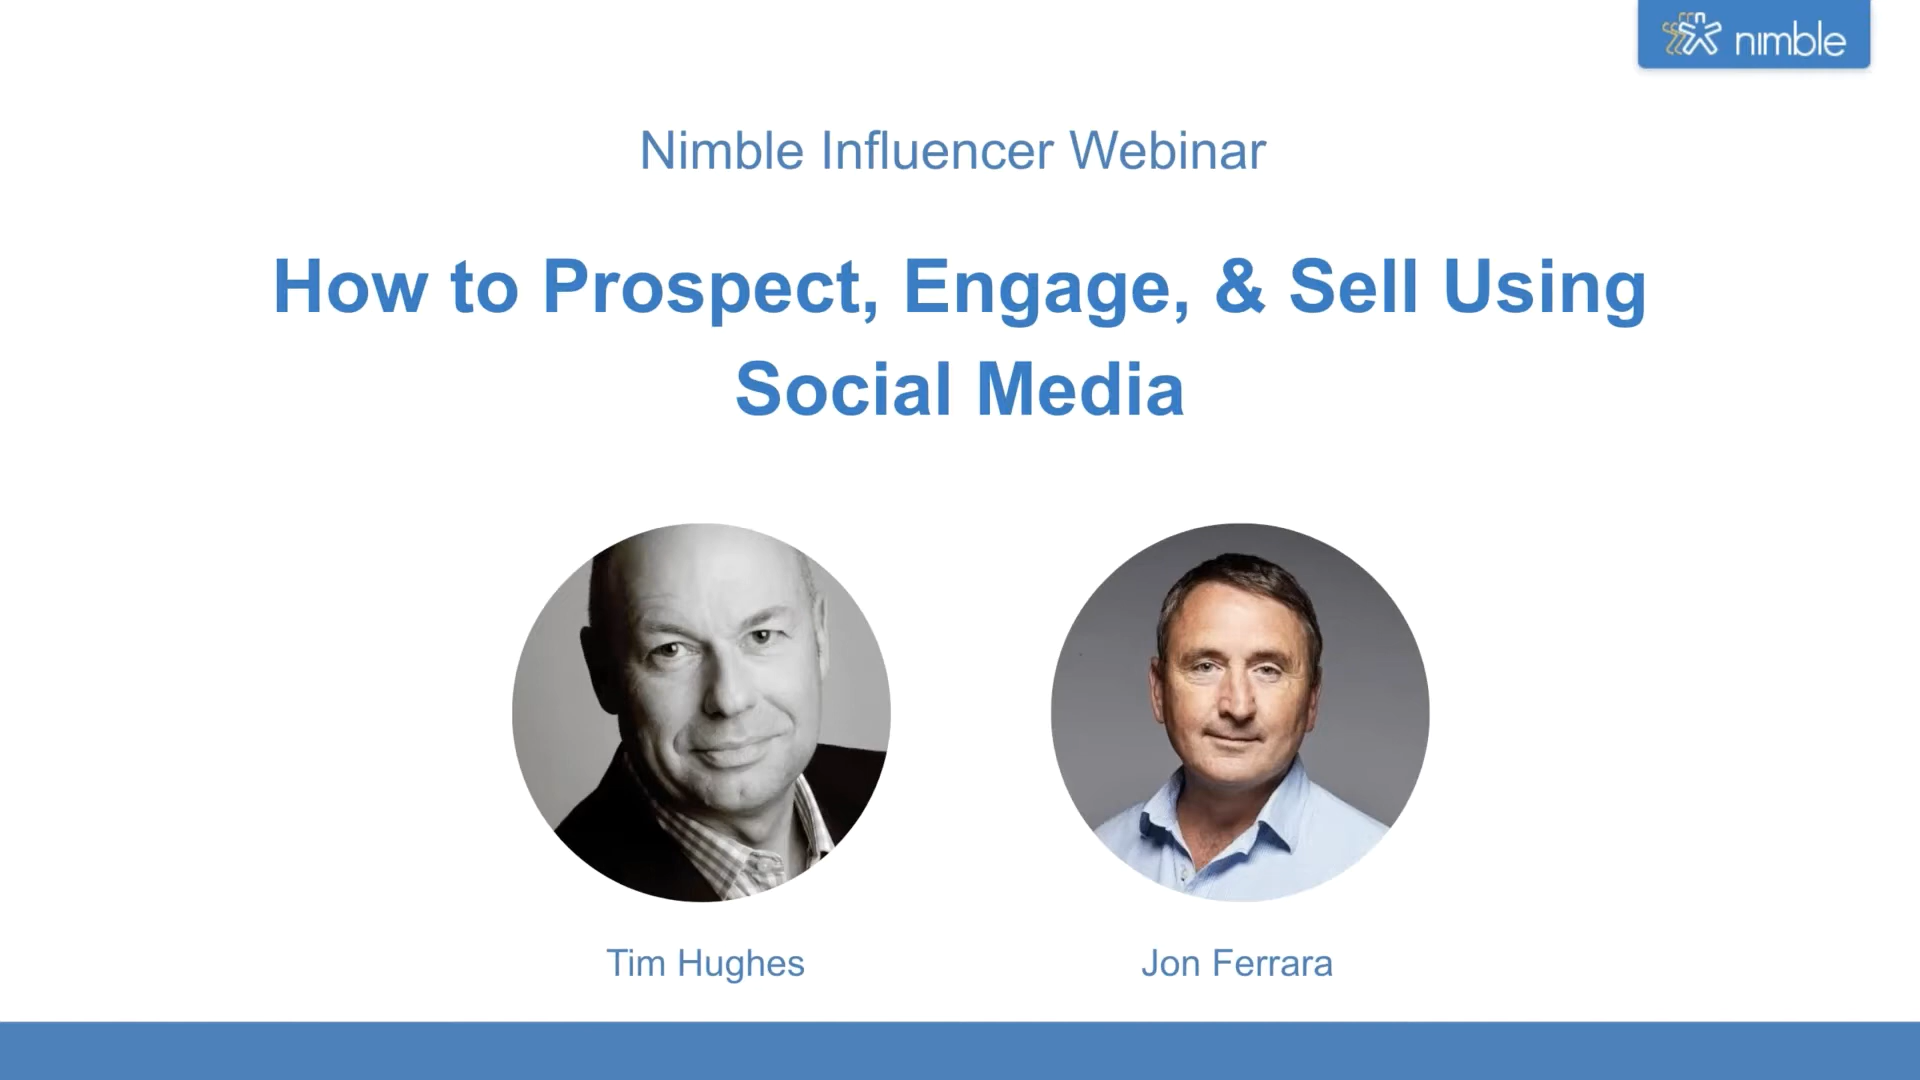 nimble
Nimble Influencer Webinar
How to Prospect, Engage, & Sell Using
Social Media
Tim Hughes
Jon Ferrara